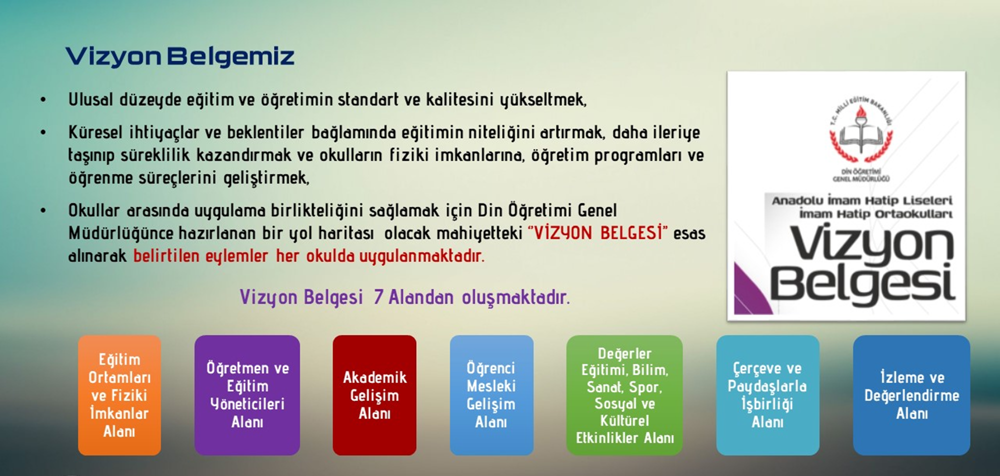 Vizyon Belgemiz
• Ulusal düzeyde eğitim ve öğretimin standart ve kalitesini yükseltmek,
• Küresel ihtiyaçlar ve beklentiler bağlamında eğitimin niteliğini artırmak, daha ileriye
taşınıp süreklilik kazandırmak ve okulların fiziki imkanlarına, öğretim programları ve
öğrenme süreçlerini geliştirmek,
• Okullar arasında uygulama birlikteliğini sağlamak için Din Öğretimi Genel
Müdürlüğünce hazırlanan bir yol haritası olacak mahiyetteki “VİZYON BELGESİ” esas
alınarak belirtilen eylemler her okulda uygulanmaktadır.
Vizyon Belgesi 7 Alandan oluşmaktadır.
T.C. MİLLİ EĞİTİM BAKANLIĞI
DİN ÖĞRETİMİ
GENEL MÜDÜRLÜĞÜ
Anadolu İmam Hatip Liseleri
İmam Hatip Ortaokulları
Vizyon
Belgesi
Eğitim
Ortamları
ve Fiziki
İmkanlar
Alanı
Öğretmen ve
Eğitim
Yöneticileri
Alanı
Akademik
Gelişim
Alanı
Öğrenci
Mesleki
Gelişim
Alanı
Değerler
Eğitimi, Bilim,
Sanat, Spor,
Sosyal ve
Kültürel
Etkinlikler Alanı
Çerçeve ve
Paydaşlarla
İşbirliği
Alanı
İzleme ve
Değerlendirme
Alanı